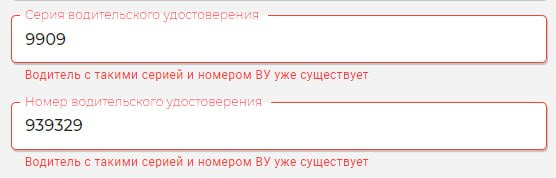 Серия водительского удостоверения
9909
Водитель с такими серией и номером ВУ уже существует
Номер водительского удостоверения
939329
Водитель с такими серией и номером ВУ уже существует